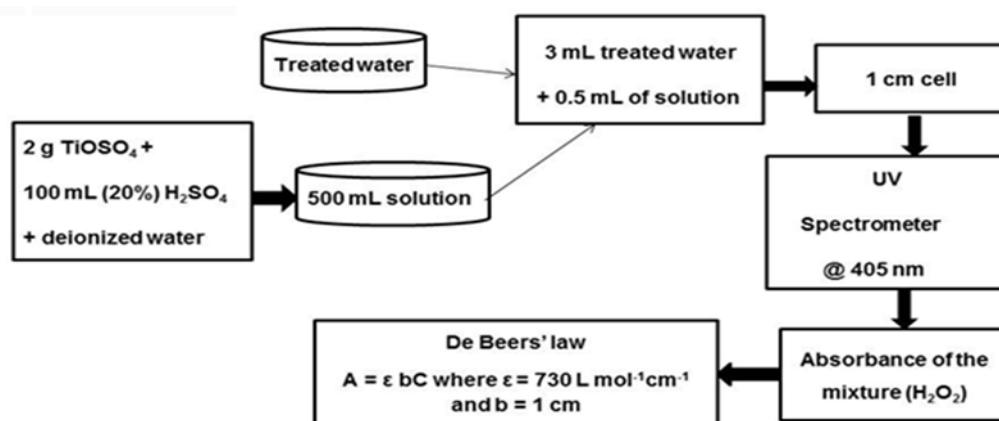 Treated water
3 mL treated water
+ 0.5 mL of solution
1 cm cell
2 g TiOSO₄ +
100 mL (20%) H₂SO₄
+ deionized water
500 mL solution
UV
Spectrometer
@ 405 nm
De Beers’ law
A = ε bC where ε = 730 L mol⁻¹cm⁻¹
and b = 1 cm
Absorbance of the
mixture (H₂O₂)